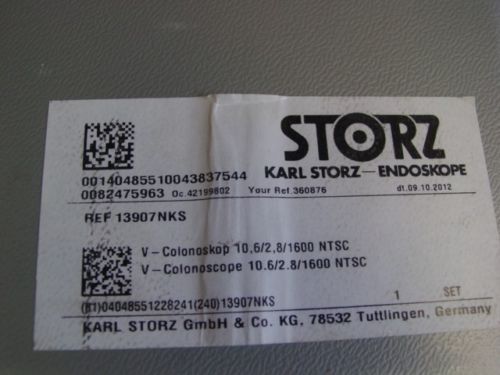 STORZ
KARL STORZ—ENDOSKOPE
00140485510043837544
0082475963 Oc.42199802 Your Ref.360876 dt.09.10.2012
REF 13907NKS
V-Colonoskop 10.6/2,8/1600 NTSC
V-Colonoscope 10.6/2.8/1600 NTSC
(01)04048551228241(240)13907NKS 1 SET
KARL STORZ GmbH & Co. KG, 78532 Tuttlingen, Germany